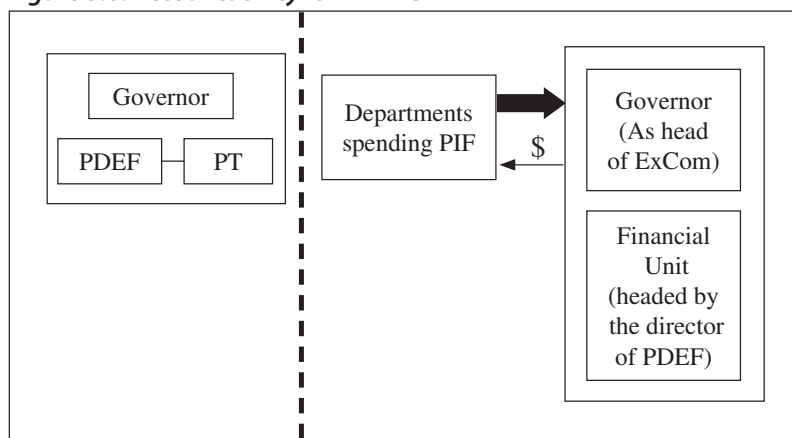 Governor
PDEF
PT
Departments
spending PIF
$
Governor
(As head
of ExCom)
Financial
Unit
(headed by
the director
of PDEF)